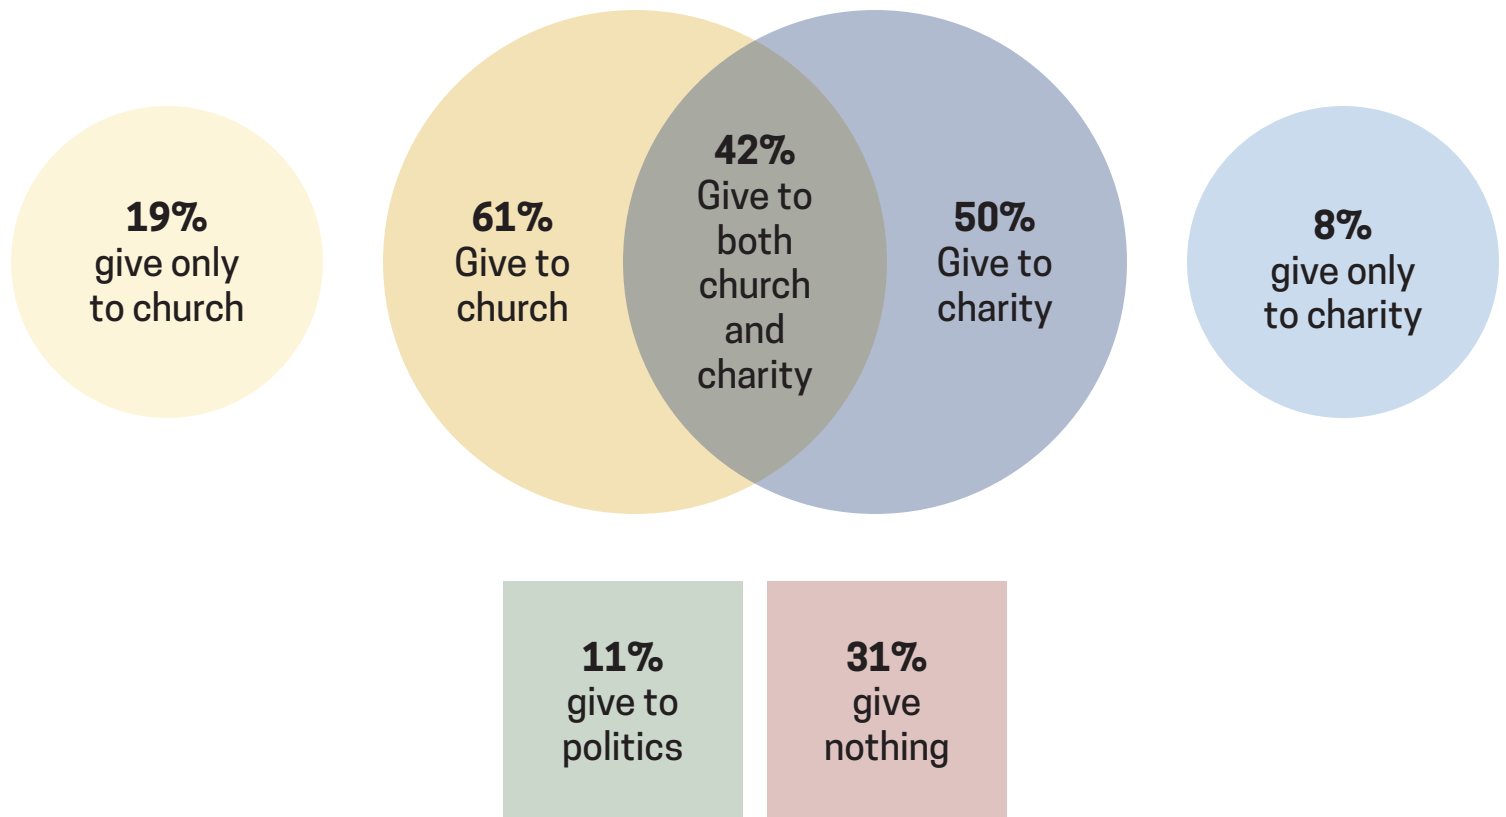 19%
give only
to church
61%
Give to
church
42%
Give to
both
church
and
charity
50%
Give to
charity
8%
give only
to charity
11%
give to
politics
31%
give
nothing